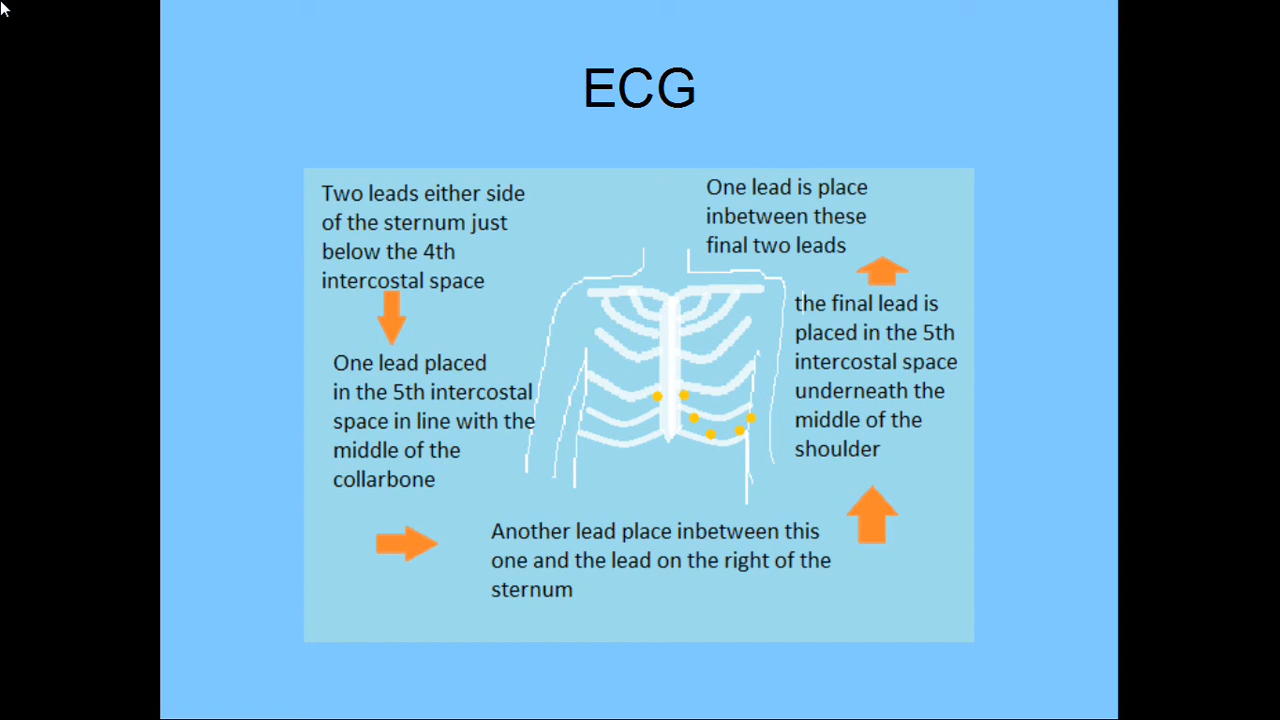 ECG
Two leads either side
of the sternum just
below the 4th
intercostal space
One lead placed
in the 5th intercostal
space in line with the
middle of the
collarbone
Another lead place inbetween this
one and the lead on the right of the
sternum
the final lead is
placed in the 5th
intercostal space
underneath the
middle of the
shoulder
One lead is place
inbetween these
final two leads